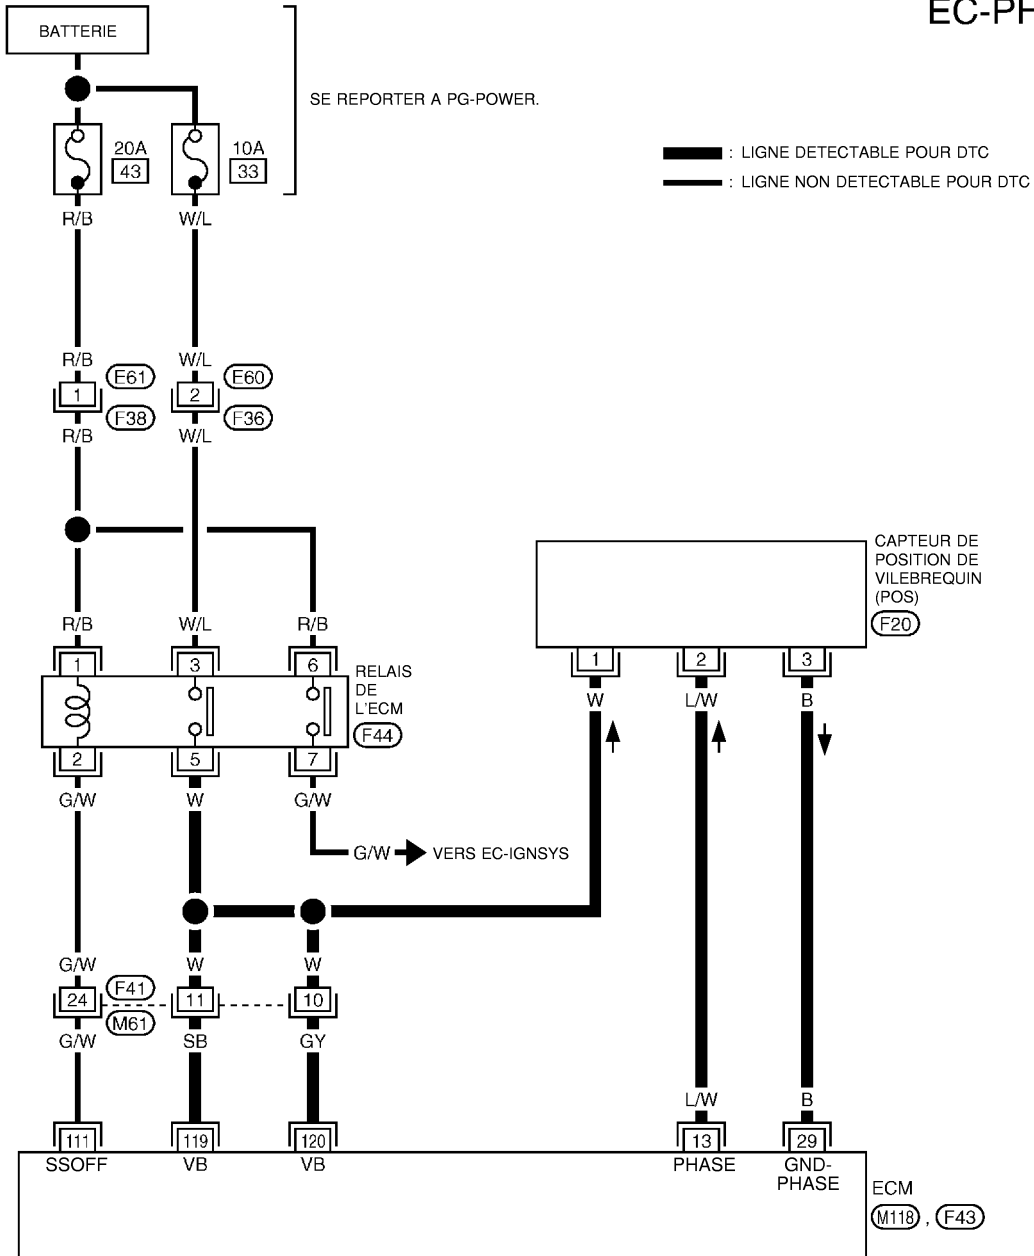 EC-PH
BATTERIE
SE REPORTER A PG-POWER.
20A
43
10A
33
: LIGNE DETECTABLE POUR DTC
: LIGNE NON DETECTABLE POUR DTC
R/B
W/L
R/B
W/L
E61
E60
1
2
F38
F36
R/B
W/L
CAPTEUR DE
POSITION DE
VILEBREQUIN
(POS)
F20
R/B
W/L
R/B
1
3
6
1
2
3
RELAIS
DE
L'ECM
F44
W
L/W
B
2
5
7
G/W
W
G/W
G/W
VERS EC-IGNSYS
G/W
W
W
F41
24
11
10
M61
G/W
SB
GY
L/W
B
111
119
120
13
29
SSOFF
VB
VB
PHASE
GND-
PHASE
ECM
M118 , F43